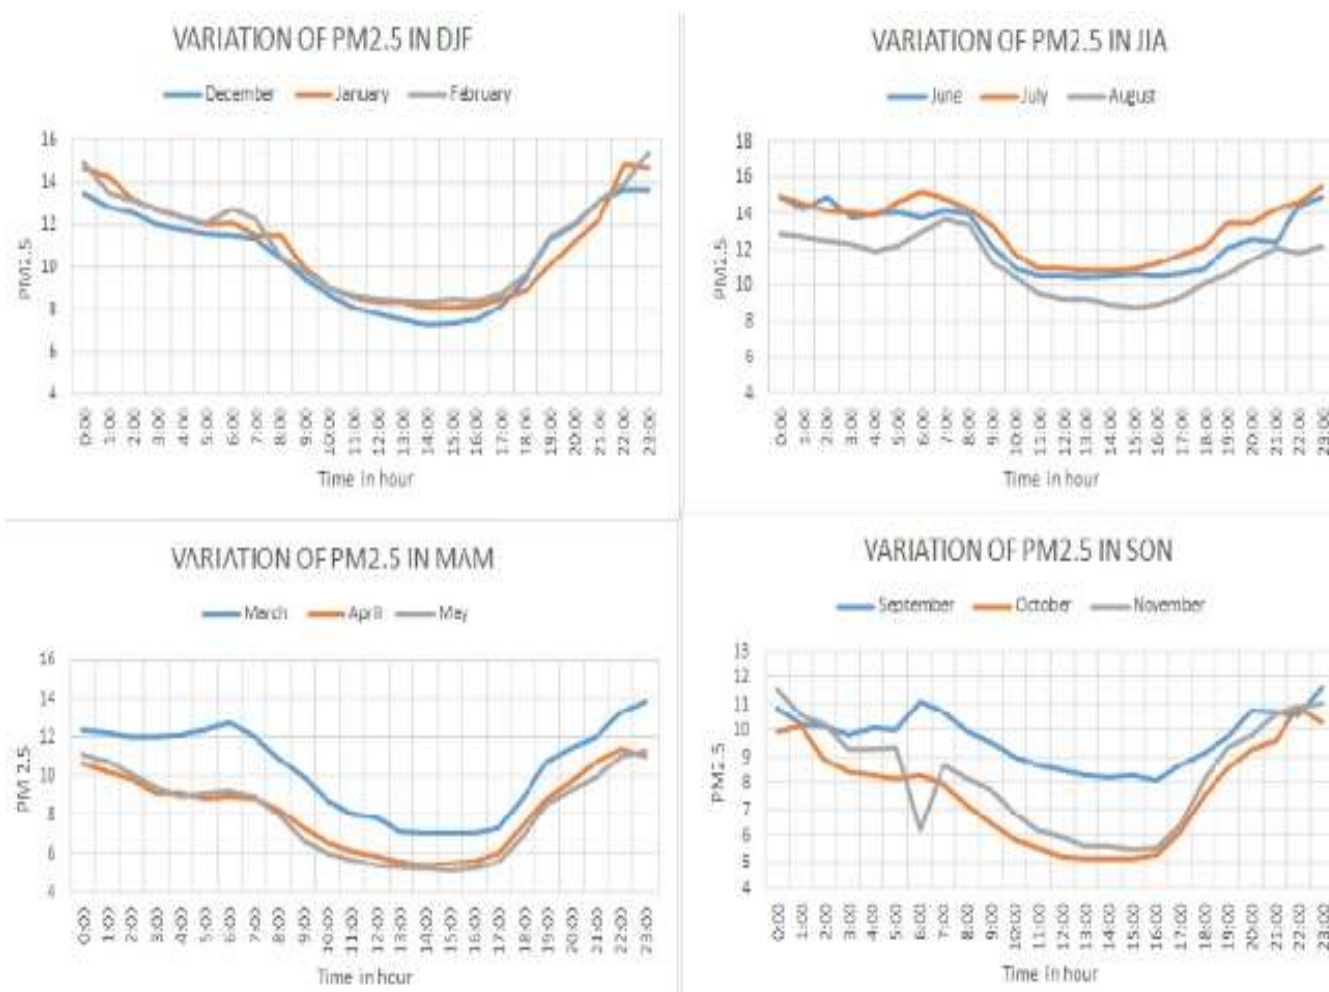 VARIATION OF PM2.5 IN DJF
December January Fabruary
PM2.5
16
14
12
10
8
6
4
0:00 1:00 2:00 3:00 4:00 5:00 6:00 7:00 8:00 9:00 10:00 11:00 12:00 13:00 14:00 15:00 16:00 17:00 18:00 19:00 20:00 21:00 22:00 23:00
Time in hour
VARIATION OF PM2.5 IN JJA
June July August
PM2.5
18
16
14
12
10
8
6
4
0:00 1:00 2:00 3:00 4:00 5:00 6:00 7:00 8:00 9:00 10:00 11:00 12:00 13:00 14:00 15:00 16:00 17:00 18:00 19:00 20:00 21:00 22:00 23:00
Time in hour
VARIATION OF PM2.5 IN MAM
March April May
PM 2.5
16
14
12
10
8
6
4
0:00 1:00 2:00 3:00 4:00 5:00 6:00 7:00 8:00 9:00 10:00 11:00 12:00 13:00 14:00 15:00 16:00 17:00 18:00 19:00 20:00 21:00 22:00 23:00
Time in hour
VARIATION OF PM2.5 IN SON
September October November
PM2.5
13
12
11
10
9
8
7
6
5
4
0:00 1:00 2:00 3:00 4:00 5:00 6:00 7:00 8:00 9:00 11:00 12:00 13:00 14:00 15:00 16:00 17:00 18:00 19:00 20:00 21:00 22:00 23:00
Time in hour